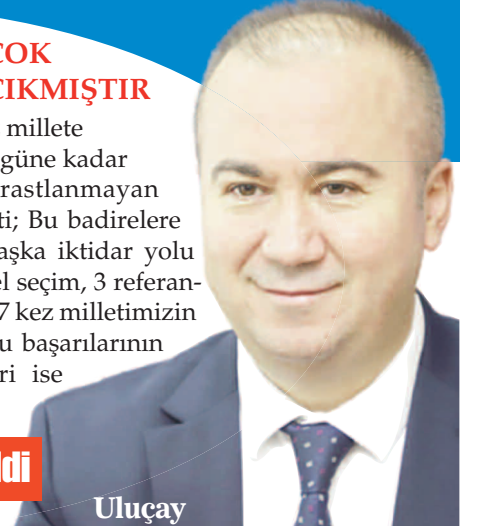 ÇOK
ÇIKMIŞTIR
millete
güne kadar
rastlanmayan
ti; Bu badirelere
aşka iktidar yolu
el seçim, 3 referan-
7 kez milletimizin
u başarılarının
ri ise
ldi
Uluçay